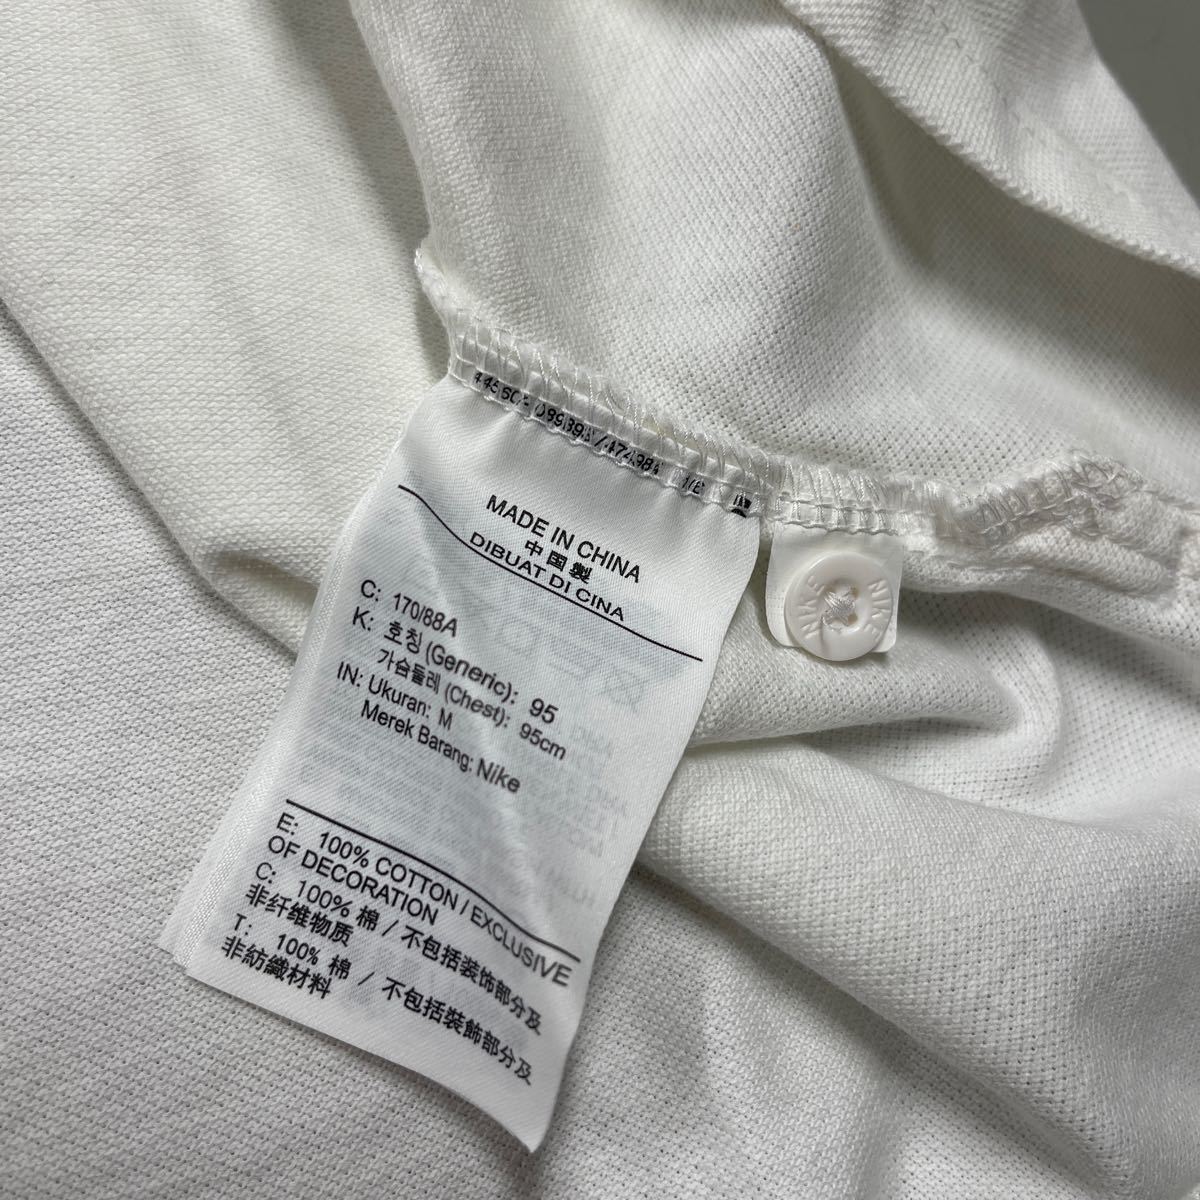 MADE IN CHINA
中国製
DIBUAT DI CINA
C: 170/88A
K: 호칭 (Generic): 95
가슴둘레 (Chest): 95cm
IN: Ukuran: M
Merek Barang: Nike
E: 100% COTTON / EXCLUSIVE
OF DECORATION
C: 100% 棉 / 不包括装饰部分及
非纤维物质
T: 100% 棉 / 不包括裝飾部分及
非紡織材料
NIKE
NIKE